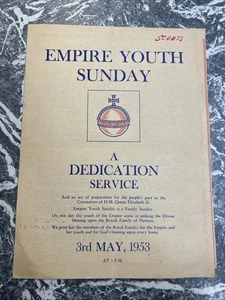 SCOUTS
EMPIRE YOUTH
SUNDAY
A
DEDICATION
SERVICE
And an act of preparation for the people's part in the
Coronation of H.M. Queen Elizabeth II.
Empire Youth Sunday is a Family Sunday.
On this day the youth of the Empire unite in seeking the Divine
blessing upon the British Family of Nations.
We pray for the members of the Royal Family, for the Empire and
her youth and for God's blessing upon every home.
3rd MAY, 1953
AT 3 P.M.